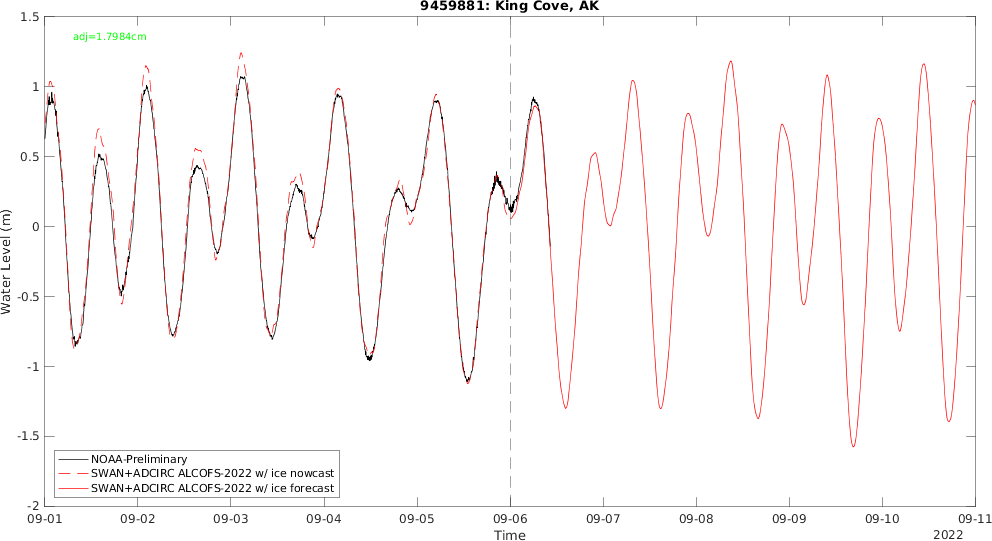 9459881: King Cove, AK
adj=1.7984cm
Water Level (m)
1.5
1
0.5
0
-0.5
-1
-1.5
-2
NOAA-Preliminary
SWAN+ADCIRC ALCOFS-2022 w/ ice nowcast
SWAN+ADCIRC ALCOFS-2022 w/ ice forecast
09-01 09-02 09-03 09-04 09-05 09-06 09-07 09-08 09-09 09-10 09-11
Time
2022